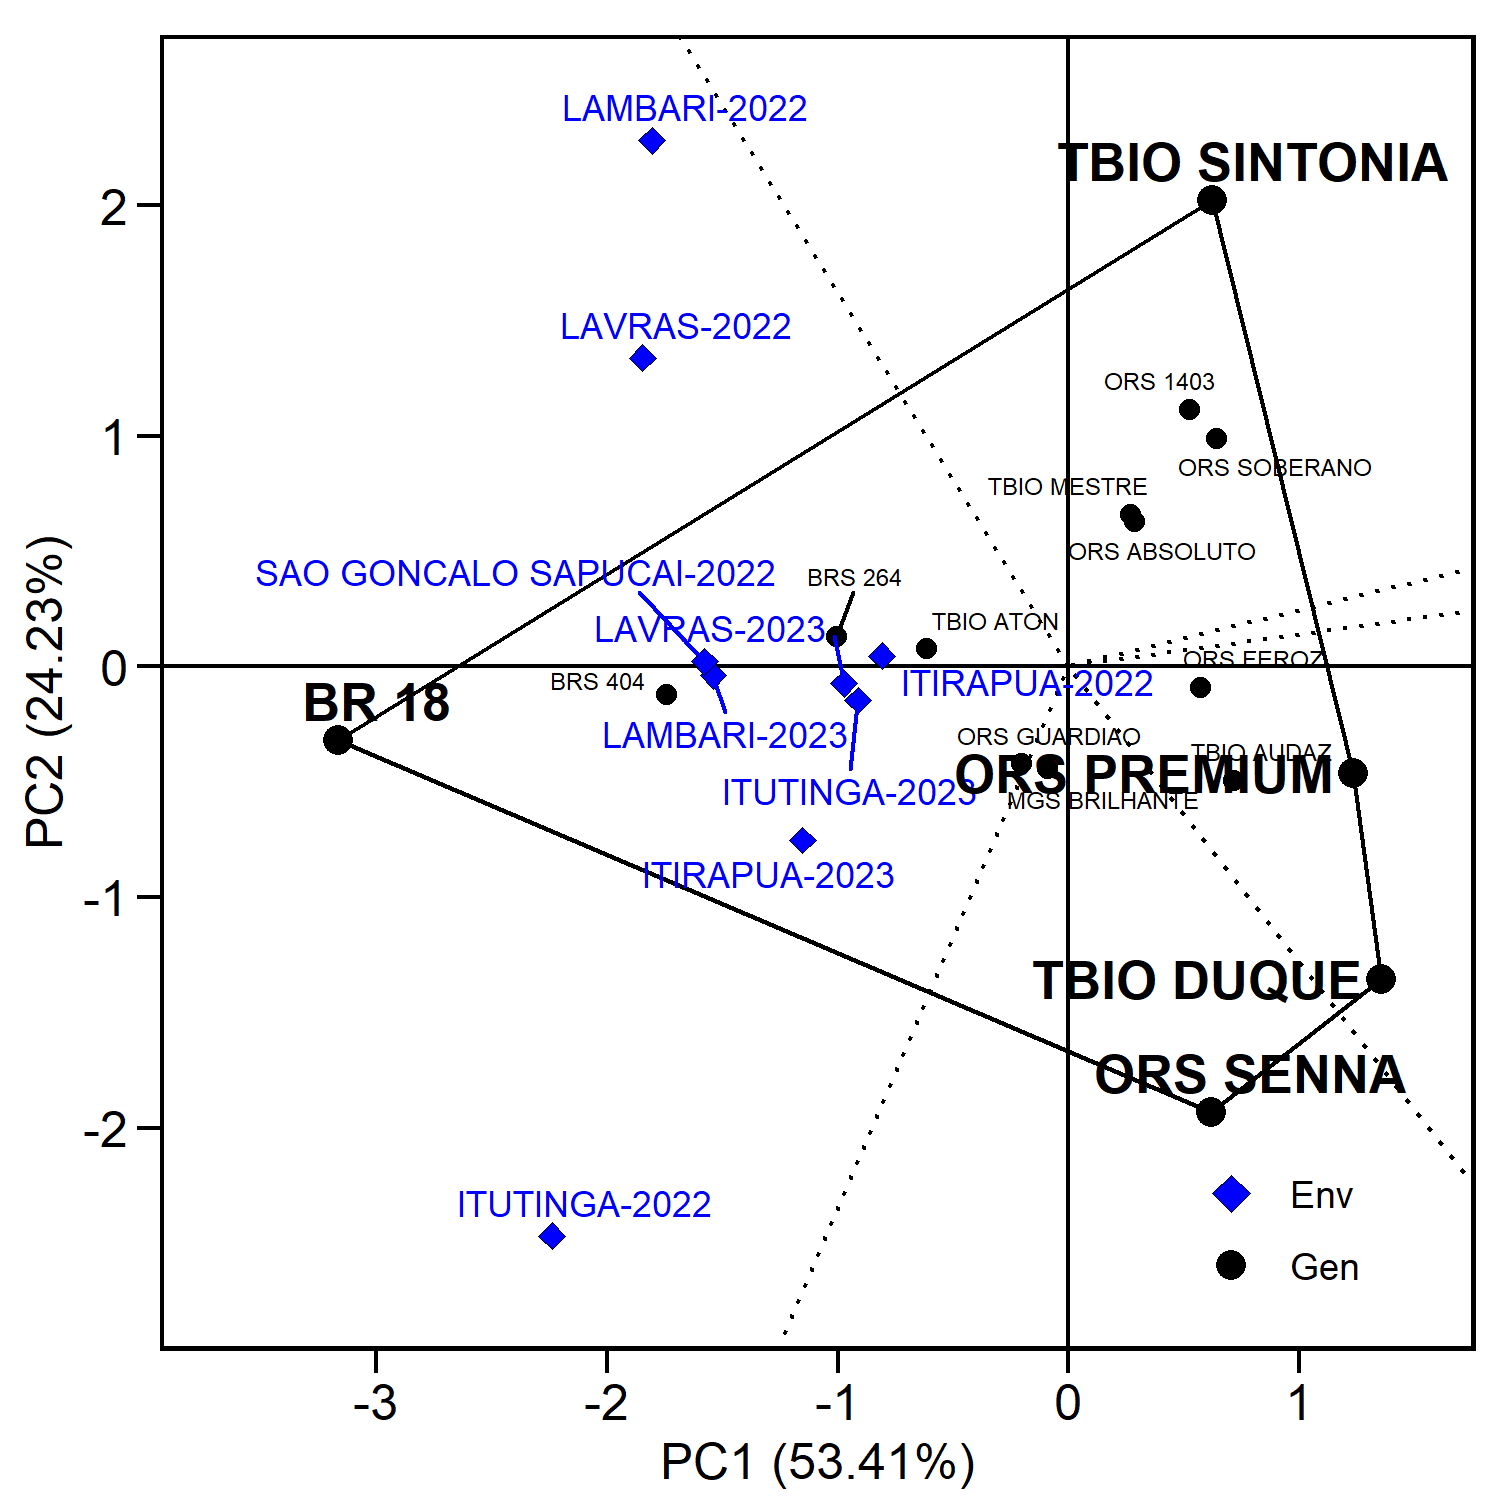 LAMBARI-2022
TBIO SINTONIA
2
LAVRAS-2022
ORS 1403
1
ORS SOBERANO
TBIO MESTRE
ORS ABSOLUTO
SAO GONCALO SAPUCAI-2022
BRS 264
LAVRAS-2023
TBIO ATON
0
ORS FEROZ
BRS 404
ITIRAPUA-2022
BR 18
LAMBARI-2023
ORS GUARDIAO
TBIO AUDAZ
ORS PREMIUM
ITUTINGA-2023
MGS BRILHANTE
ITIRAPUA-2023
-1
TBIO DUQUE
ORS SENNA
-2
ITUTINGA-2022
Env
Gen
PC2 (24.23%)
-3 -2 -1 0 1
PC1 (53.41%)